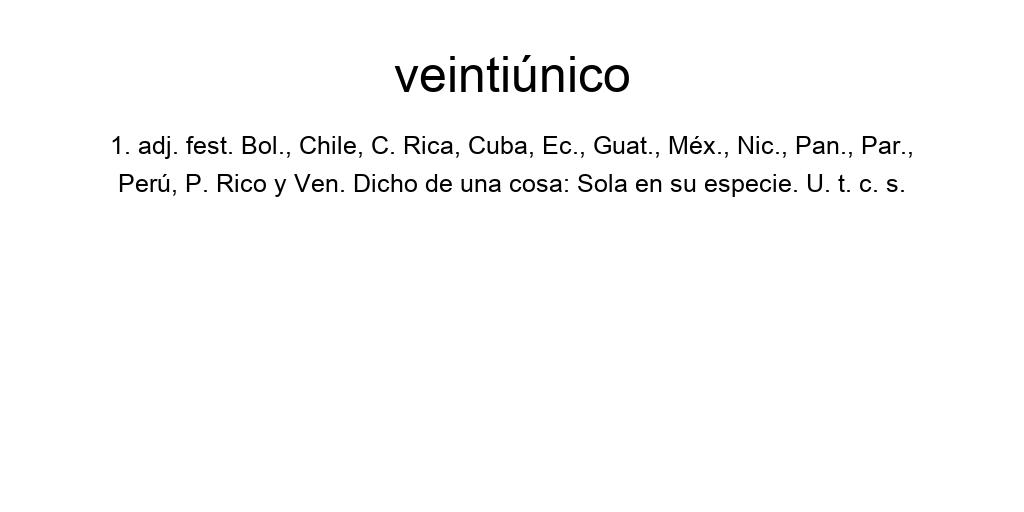 veintiúnico
1. adj. fest. Bol., Chile, C. Rica, Cuba, Ec., Guat., Méx., Nic., Pan., Par.,
Perú, P. Rico y Ven. Dicho de una cosa: Sola en su especie. U. t. c. s.